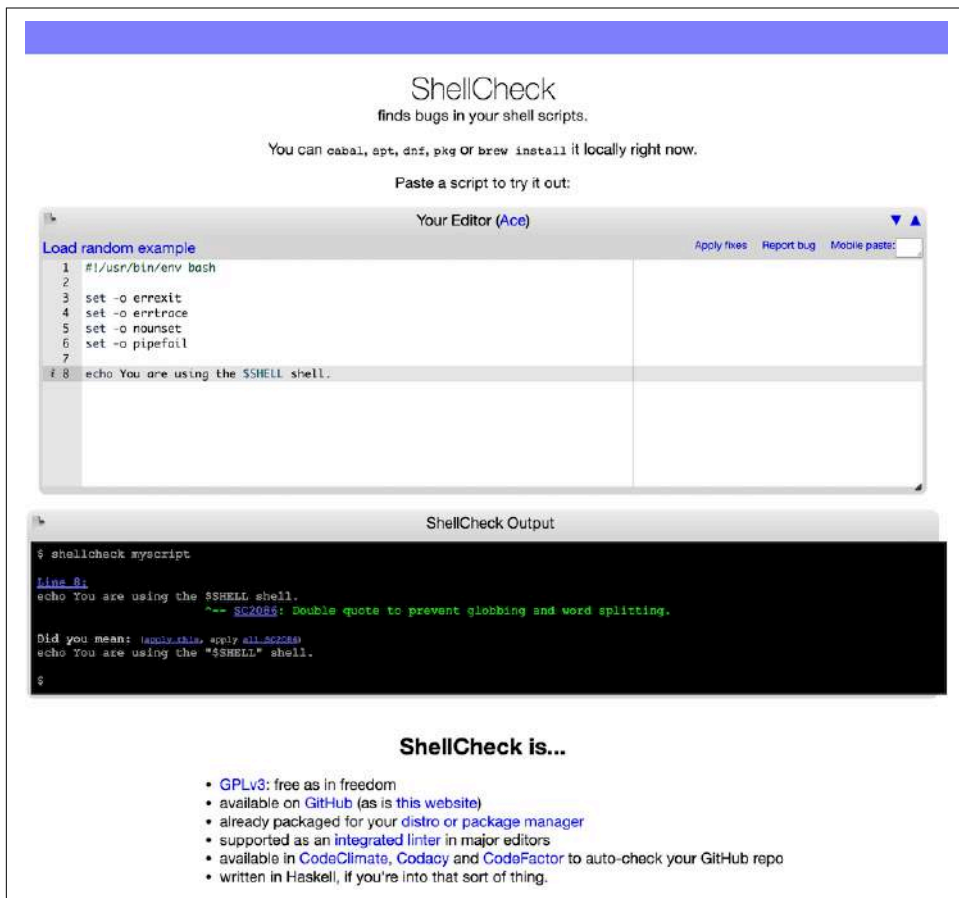 ShellCheck
finds bugs in your shell scripts.
You can cabal, apt, dnf, pkg or brew install it locally right now.
Paste a script to try it out:
Your Editor (Ace) ▼ ▲
Load random example Apply fixes Report bug Mobile paste:
1 #!/usr/bin/env bash
2
3 set -o errexit
4 set -o errtrace
5 set -o nounset
6 set -o pipefail
7
i 8 echo You are using the $SHELL shell.
ShellCheck Output
$ shellcheck myscript
Line 8:
echo You are using the $SHELL shell.
^-- SC2086: Double quote to prevent globbing and word splitting.
Did you mean: (apply this, apply all SC2086)
echo You are using the "$SHELL" shell.
$
ShellCheck is...
• GPLv3: free as in freedom
• available on GitHub (as is this website)
• already packaged for your distro or package manager
• supported as an integrated linter in major editors
• available in CodeClimate, Codacy and CodeFactor to auto-check your GitHub repo
• written in Haskell, if you're into that sort of thing.